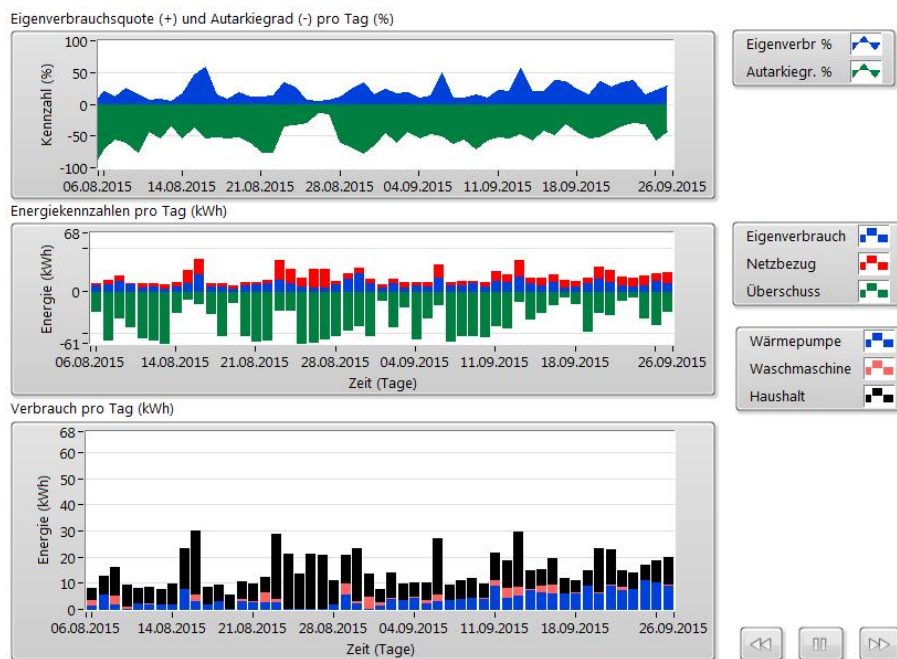 Eigenverbrauchsquote (+) und Autarkiegrad (-) pro Tag (%)
Kennzahl (%)
100
50
0
-50
-100
06.08.2015 14.08.2015 21.08.2015 28.08.2015 04.09.2015 11.09.2015 18.09.2015 26.09.2015
Eigenverbr %
Autarkiegr. %
Energiekennzahlen pro Tag (kWh)
Energie (kWh)
68
0
-61
06.08.2015 14.08.2015 21.08.2015 28.08.2015 04.09.2015 11.09.2015 18.09.2015 26.09.2015
Zeit (Tage)
Eigenverbrauch
Netzbezug
Überschuss
Wärmepumpe
Waschmaschine
Haushalt
Verbrauch pro Tag (kWh)
Energie (kWh)
68
60
50
40
30
20
10
0
06.08.2015 14.08.2015 21.08.2015 28.08.2015 04.09.2015 11.09.2015 18.09.2015 26.09.2015
Zeit (Tage)